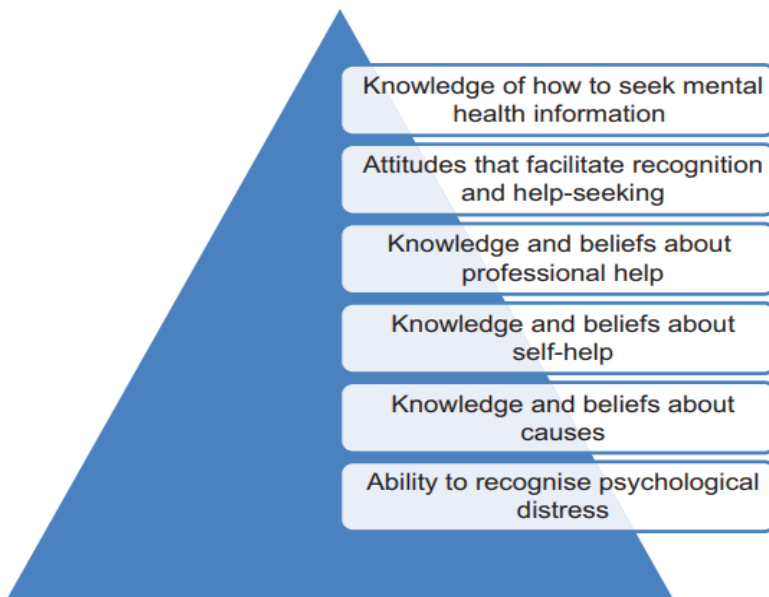 Knowledge of how to seek mental
health information
Attitudes that facilitate recognition
and help-seeking
Knowledge and beliefs about
professional help
Knowledge and beliefs about
self-help
Knowledge and beliefs about
causes
Ability to recognise psychological
distress